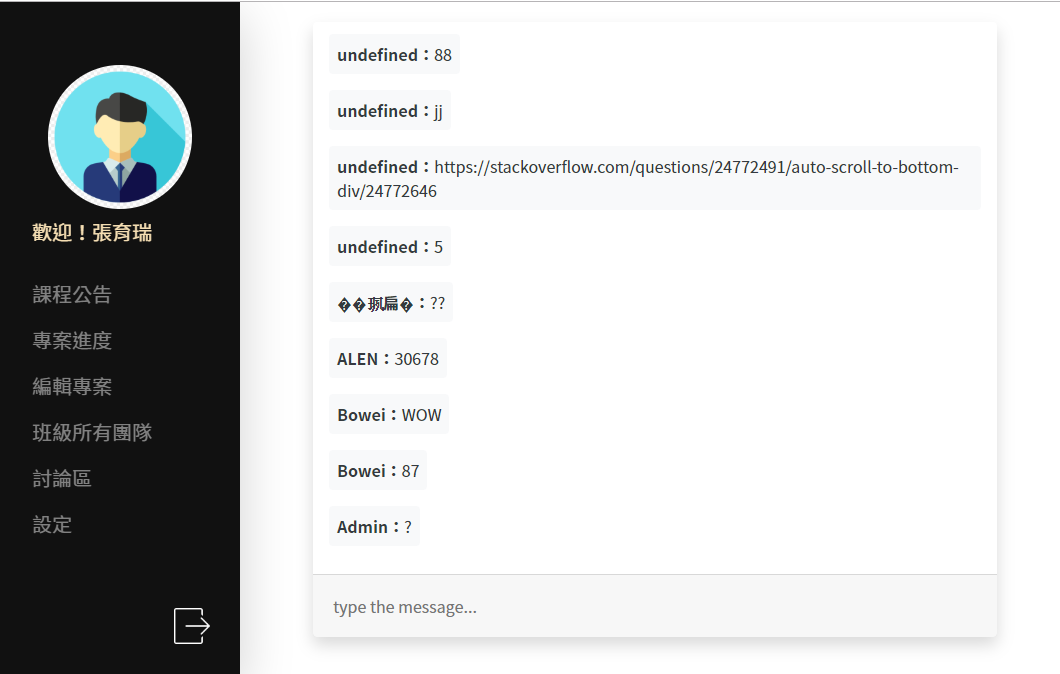 歡迎！張育瑞
課程公告
專案進度
編輯專案
班級所有團隊
討論區
設定
undefined：88
undefined：jj
undefined：https://stackoverflow.com/questions/24772491/auto-scroll-to-bottom-
div/24772646
undefined：5
：??
ALEN：30678
Bowei：WOW
Bowei：87
Admin：?
type the message...